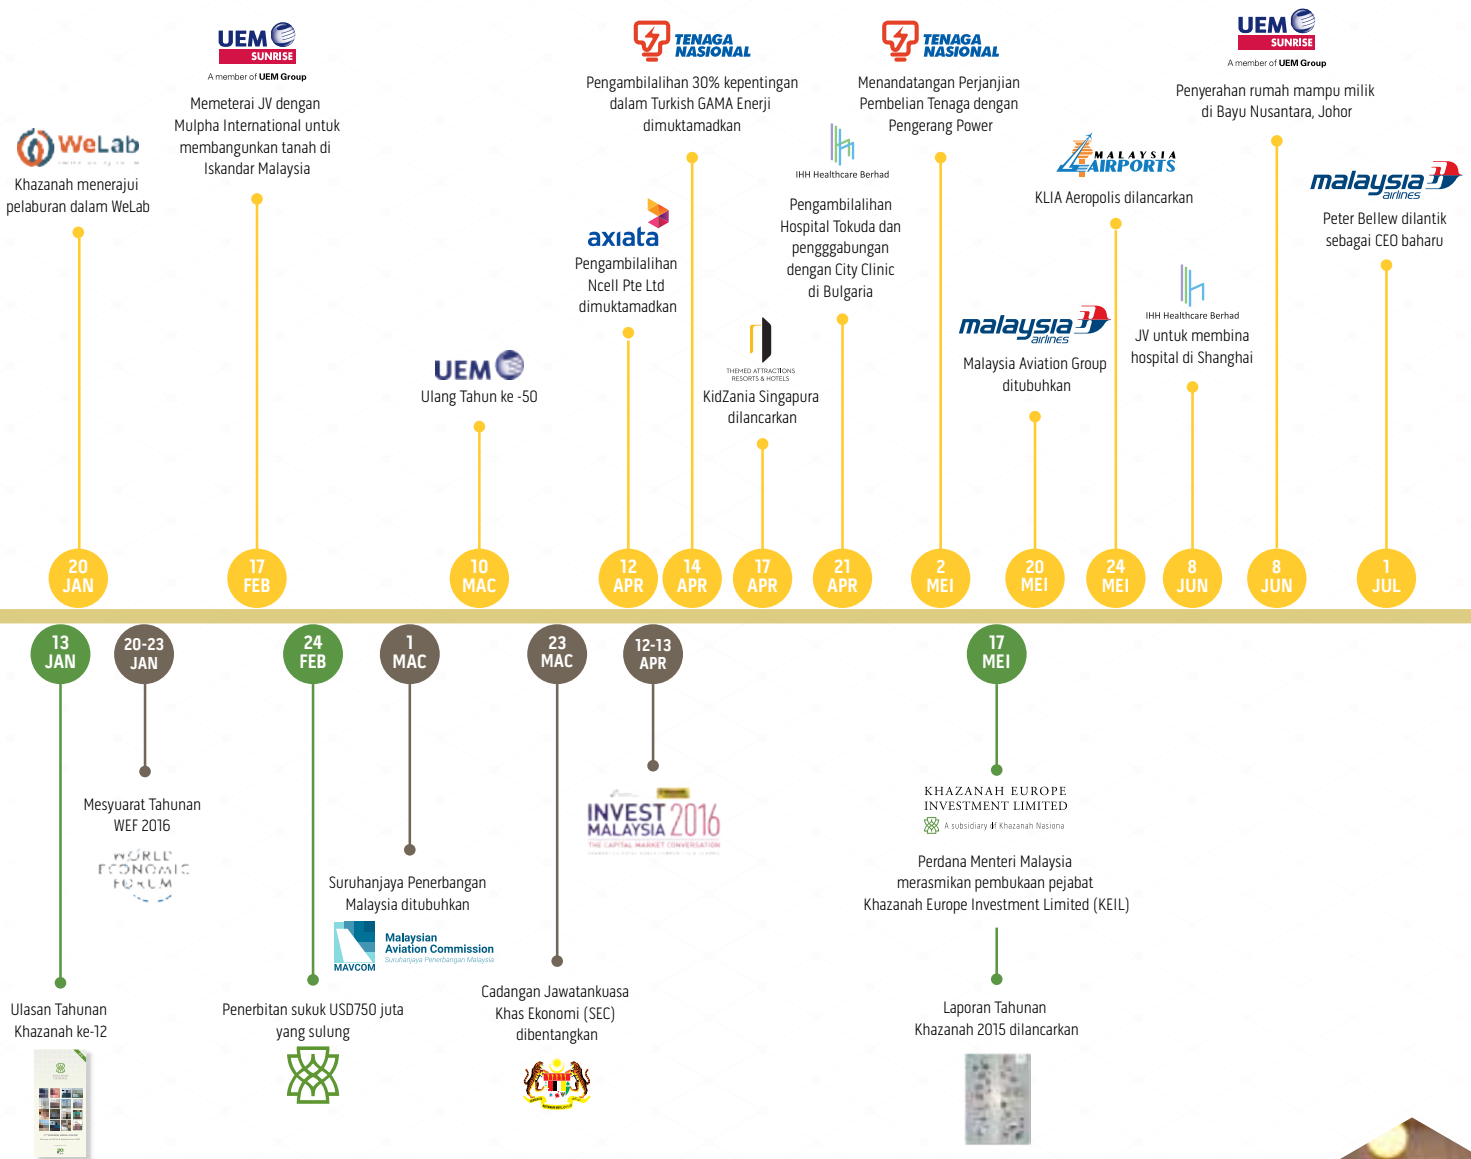 WeLab
Khazanah menerajui
pelaburan dalam WeLab
20
JAN
UEM
SUNRISE
A member of UEM Group
Memeterai JV dengan
Mulpha International untuk
membangunkan tanah di
Iskandar Malaysia
17
FEB
UEM
Ulang Tahun ke -50
10
MAC
axiata
Pengambilalihan
Ncell Pte Ltd
dimuktamadkan
12
APR
TENAGA
NASIONAL
Pengambilalihan 30% kepentingan
dalam Turkish GAMA Enerji
dimuktamadkan
14
APR
THEMED ATTRACTIONS
RESORTS & HOTELS
KidZania Singapura
dilancarkan
17
APR
IHH Healthcare Berhad
Pengambilalihan
Hospital Tokuda dan
pengggabungan
dengan City Clinic
di Bulgaria
21
APR
TENAGA
NASIONAL
Menandatangan Perjanjian
Pembelian Tenaga dengan
Pengerang Power
2
MEI
malaysia
airlines
Malaysia Aviation Group
ditubuhkan
20
MEI
MALAYSIA
AIRPORTS
KLIA Aeropolis dilancarkan
24
MEI
IHH Healthcare Berhad
JV untuk membina
hospital di Shanghai
8
JUN
UEM
SUNRISE
A member of UEM Group
Penyerahan rumah mampu milik
di Bayu Nusantara, Johor
8
JUN
malaysia
airlines
Peter Bellew dilantik
sebagai CEO baharu
1
JUL
13
JAN
Ulasan Tahunan
Khazanah ke-12
20-23
JAN
Mesyuarat Tahunan
WEF 2016
WORLD
ECONOMIC
FORUM
24
FEB
Penerbitan sukuk USD750 juta
yang sulung
1
MAC
Suruhanjaya Penerbangan
Malaysia ditubuhkan
MAVCOM
Malaysian
Aviation Commission
Suruhanjaya Penerbangan Malaysia
23
MAC
Cadangan Jawatankuasa
Khas Ekonomi (SEC)
dibentangkan
12-13
APR
INVEST
MALAYSIA 2016
THE CAPITAL MARKET CONVERSATION
17
MEI
KHAZANAH EUROPE
INVESTMENT LIMITED
A subsidiary of Khazanah Nasiona
Perdana Menteri Malaysia
merasmikan pembukaan pejabat
Khazanah Europe Investment Limited (KEIL)
Laporan Tahunan
Khazanah 2015 dilancarkan